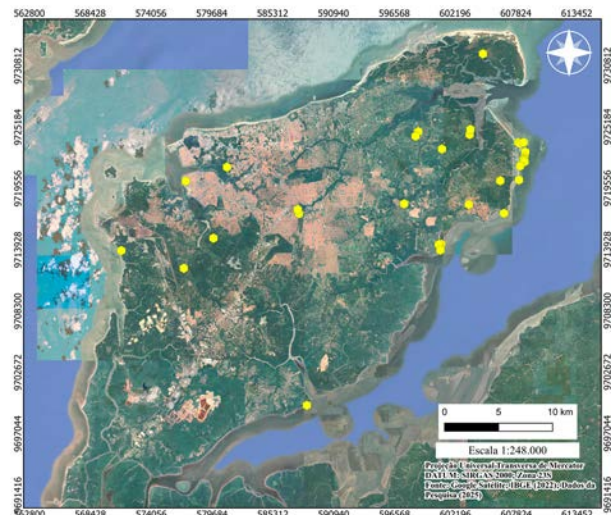 562800 568428 574056 579684 585312 590940 596568 602196 607824 613452
9730812 9730812
9725184 9725184
9719556 9719556
9713928 9713928
9708300 9708300
9702672 9702672
9697044 9697044
9691416 9691416
0 5 10 km
Escala 1:248.000
Projeção Universal Transversa de Mercator
DATUM: SIRGAS 2000; Zona 23S
Fonte: Google Satélite, IBGE (2022), Dados da
Pesquisa (2025)
562800 568428 574056 579684 585312 590940 596568 602196 607824 613452